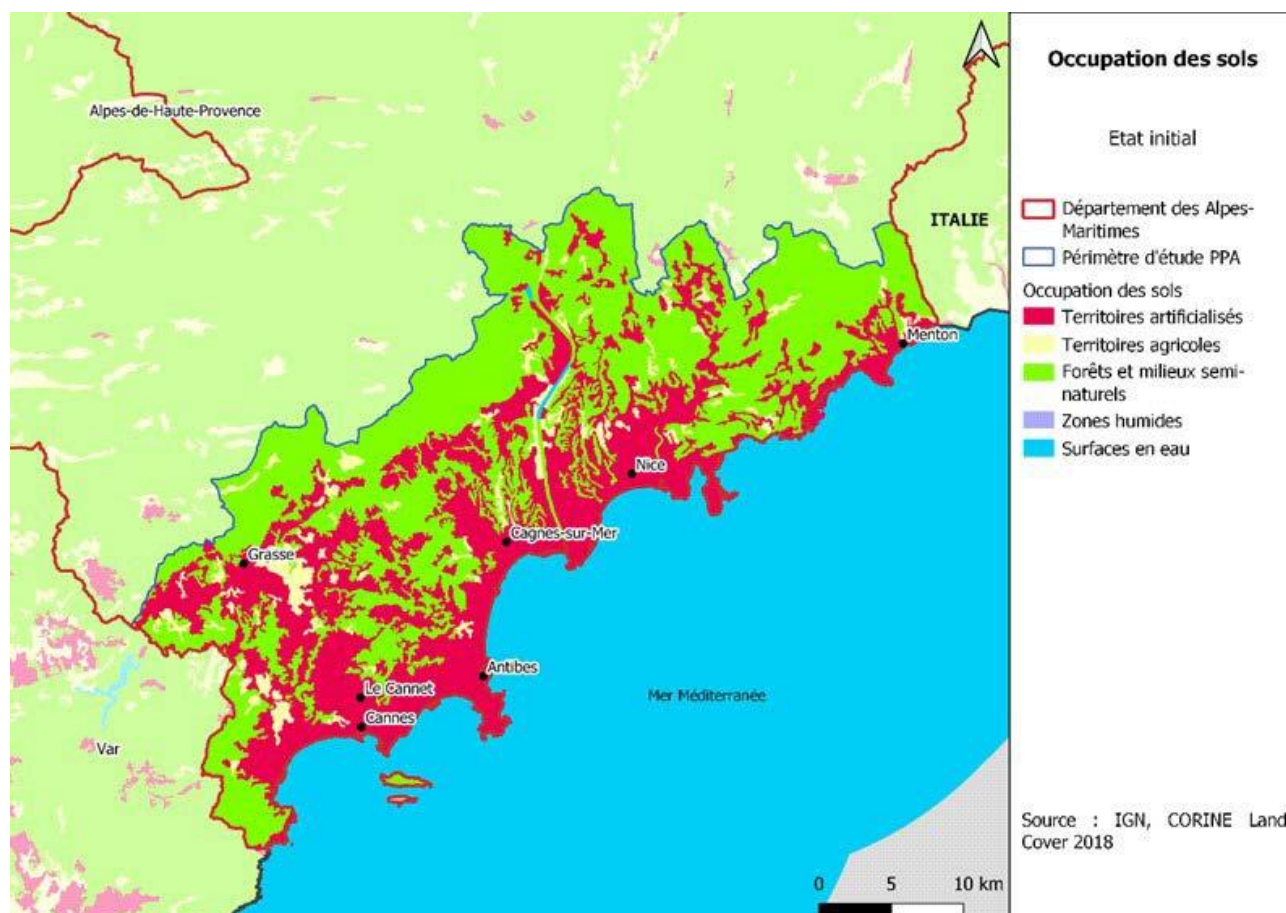 Alpes-de-Haute-Provence
ITALIE
Menton
Nice
Cagnes-sur-Mer
Grasse
Antibes
Le Cannet
Cannes
Mer Méditerranée
Var
0 5 10 km
Occupation des sols
Etat initial
Département des Alpes-
Maritimes
Périmètre d'étude PPA
Occupation des sols
Territoires artificialisés
Territoires agricoles
Forêts et milieux semi-
naturels
Zones humides
Surfaces en eau
Source : IGN, CORINE Land
Cover 2018